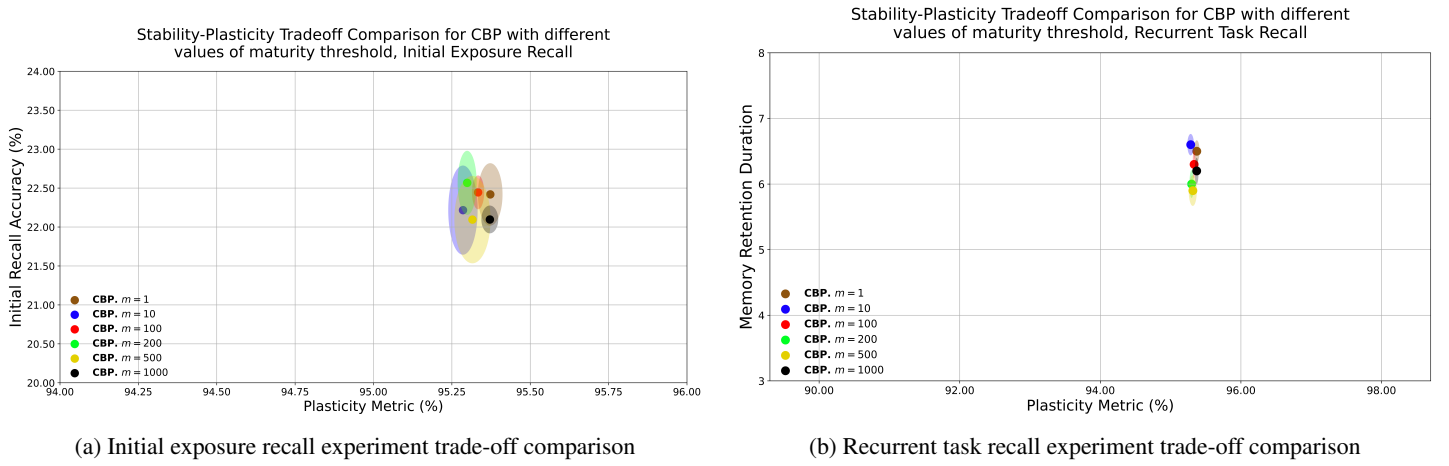 Stability-Plasticity Tradeoff Comparison for CBP with different
values of maturity threshold, Initial Exposure Recall
24.00
23.50
23.00
22.50
22.00
21.50
21.00
20.50
20.00
Initial Recall Accuracy (%)
CBP. m = 1
CBP. m = 10
CBP. m = 100
CBP. m = 200
CBP. m = 500
CBP. m = 1000
94.00 94.25 94.50 94.75 95.00 95.25 95.50 95.75 96.00
Plasticity Metric (%)
(a) Initial exposure recall experiment trade-off comparison
Stability-Plasticity Tradeoff Comparison for CBP with different
values of maturity threshold, Recurrent Task Recall
8
7
6
5
4
3
Memory Retention Duration
CBP. m = 1
CBP. m = 10
CBP. m = 100
CBP. m = 200
CBP. m = 500
CBP. m = 1000
90.00 92.00 94.00 96.00 98.00
Plasticity Metric (%)
(b) Recurrent task recall experiment trade-off comparison